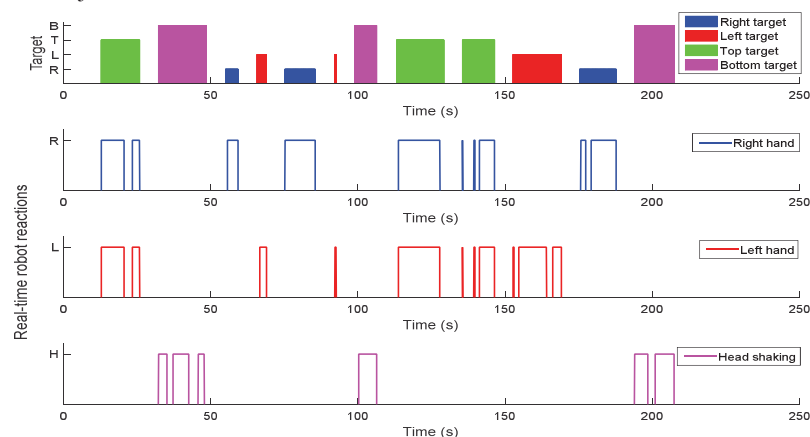 B
T
L
R
Target
0 50 100 150 200 250
Time (s)
Right target
Left target
Top target
Bottom target
Real-time robot reactions
R
0 50 100 150 200 250
Time (s)
Right hand
L
0 50 100 150 200 250
Time (s)
Left hand
H
0 50 100 150 200 250
Time (s)
Head shaking